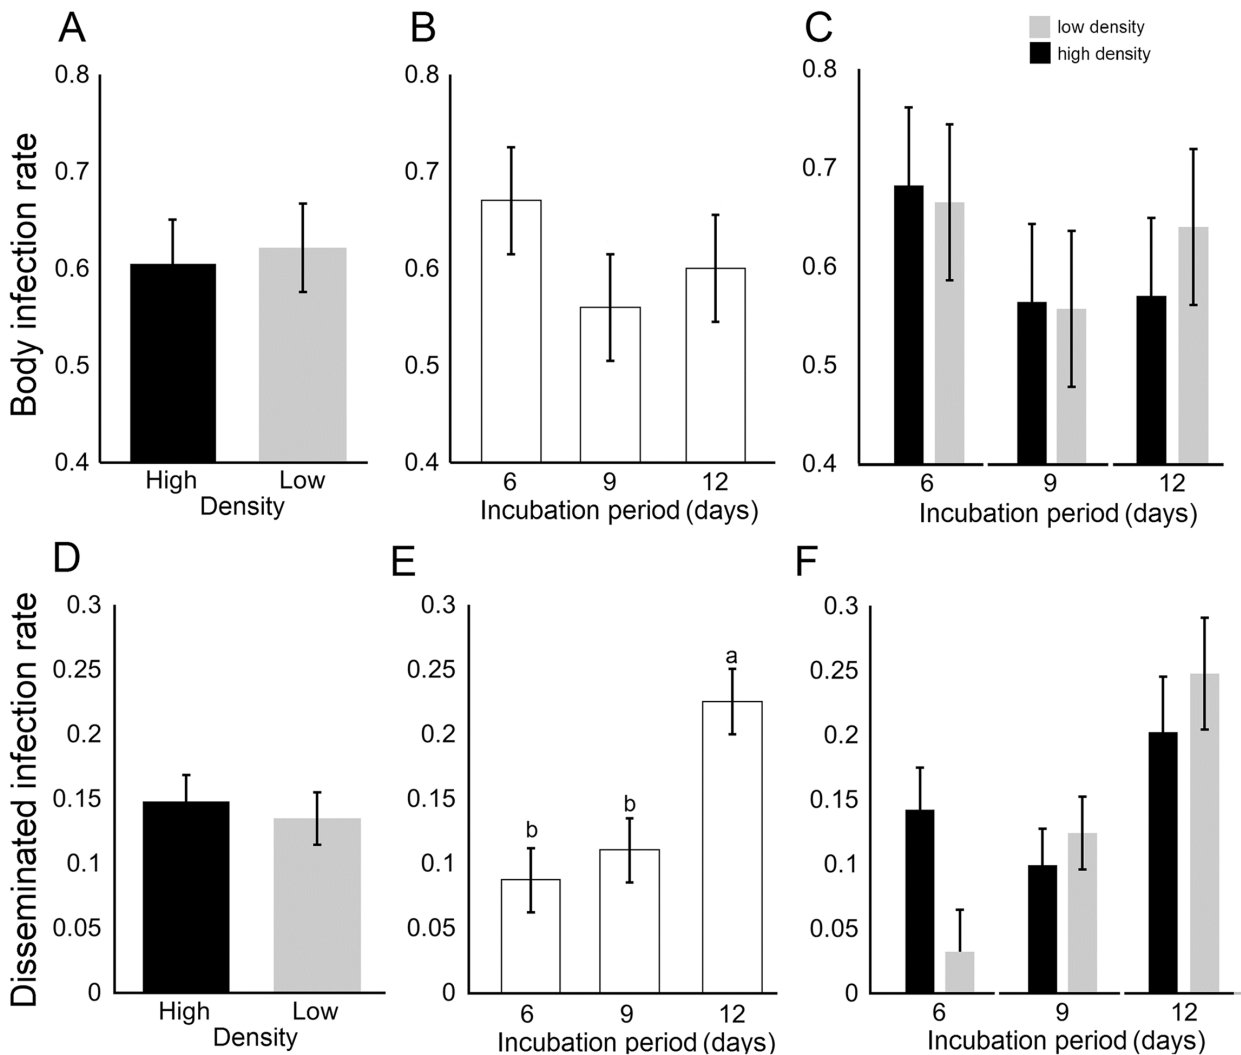 A
B
C
low density
high density
Body infection rate
0.8
0.7
0.6
0.5
0.4
High
Low
Density
0.8
0.7
0.6
0.5
0.4
6
9
12
Incubation period (days)
0.8
0.7
0.6
0.5
0.4
6
9
12
Incubation period (days)
D
E
F
Disseminated infection rate
0.3
0.25
0.2
0.15
0.1
0.05
0
High
Low
Density
0.3
0.25
0.2
0.15
0.1
0.05
0
b
b
a
6
9
12
Incubation period (days)
0.3
0.25
0.2
0.15
0.1
0.05
0
6
9
12
Incubation period (days)